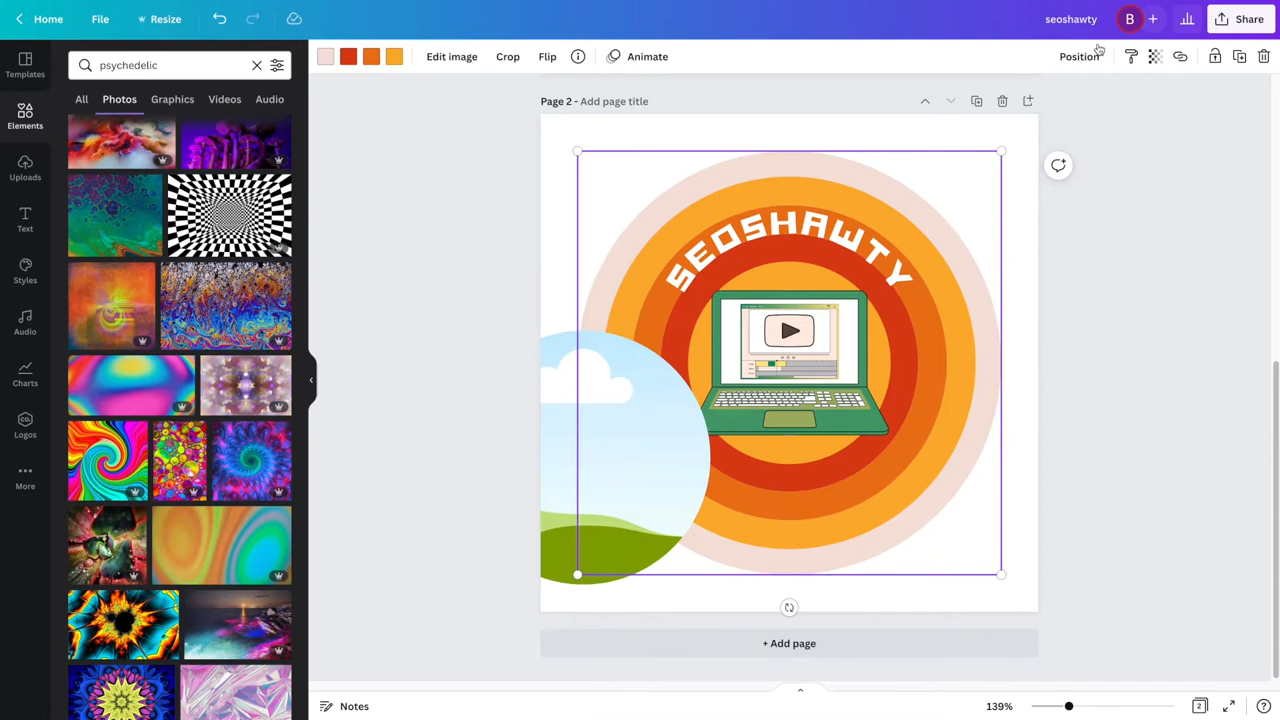 Home File Resize seoshawty B Share
Templates psychedelic Edit image Crop Flip Animate Position
All Photos Graphics Videos Audio
Elements
Uploads
Text
Styles
Audio
Charts
CO.
Logos
More
Page 2 - Add page title
SEOSHAWTY
+ Add page
Notes 139% 2